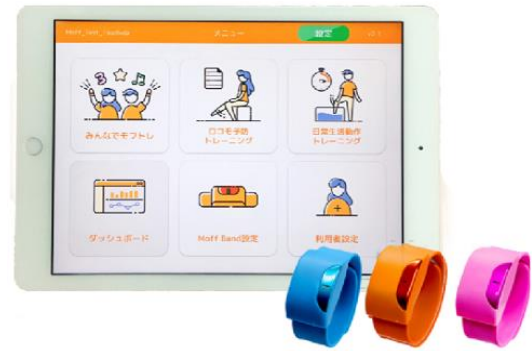 メニュー
設定
みんなでモフトレ
ロコモ予防
トレーニング
日常生活動作
トレーニング
ダッシュボード
Moff Band設定
利用者設定